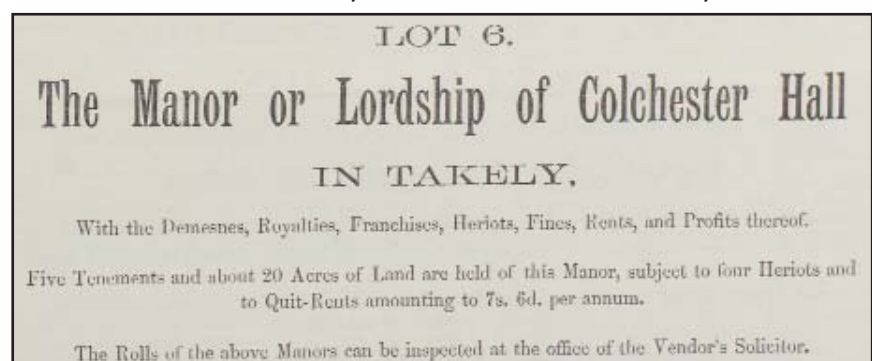 LOT 6.
The Manor or Lordship of Colchester Hall
IN TAKELY,
With the Demesnes, Royalties, Franchises, Heriots, Fines, Rents, and Profits thereof.
Five Tenements and about 20 Acres of Land are held of this Manor, subject to four Heriots and
to Quit-Rents amounting to 7s. 6d. per annum.
The Rolls of the above Manors can be inspected at the office of the Vendor's Solicitor.